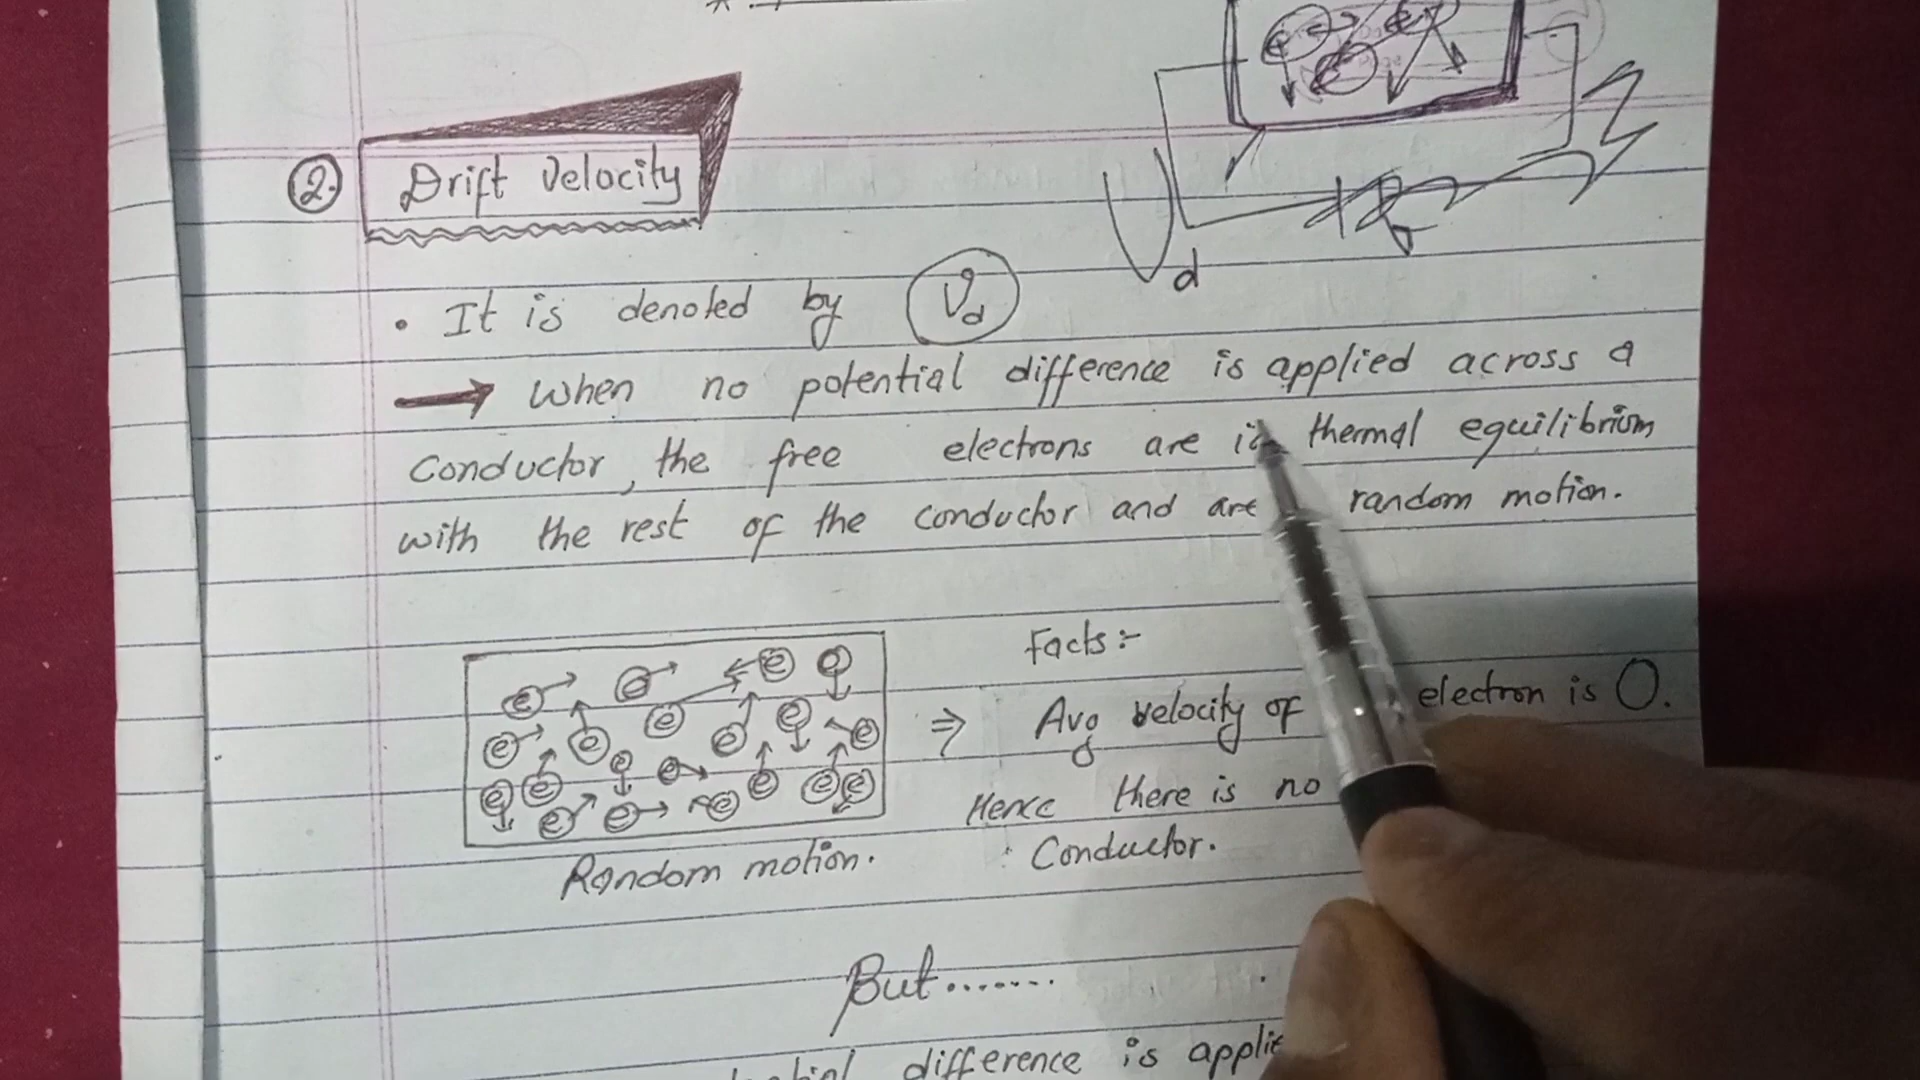 2. Drift Velocity
Vd
• It is denoted by Vd
→ When no potential difference is applied across a
conductor, the free electrons are in thermal equilibrium
with the rest of the conductor and are random motion.
Facts :-
e e e e
e e e e e e
e e e e e e e
e e e e
⇒ Avg velocity of electron is 0.
Hence there is no
Conductor.
Random motion.
But.......
difference is applie